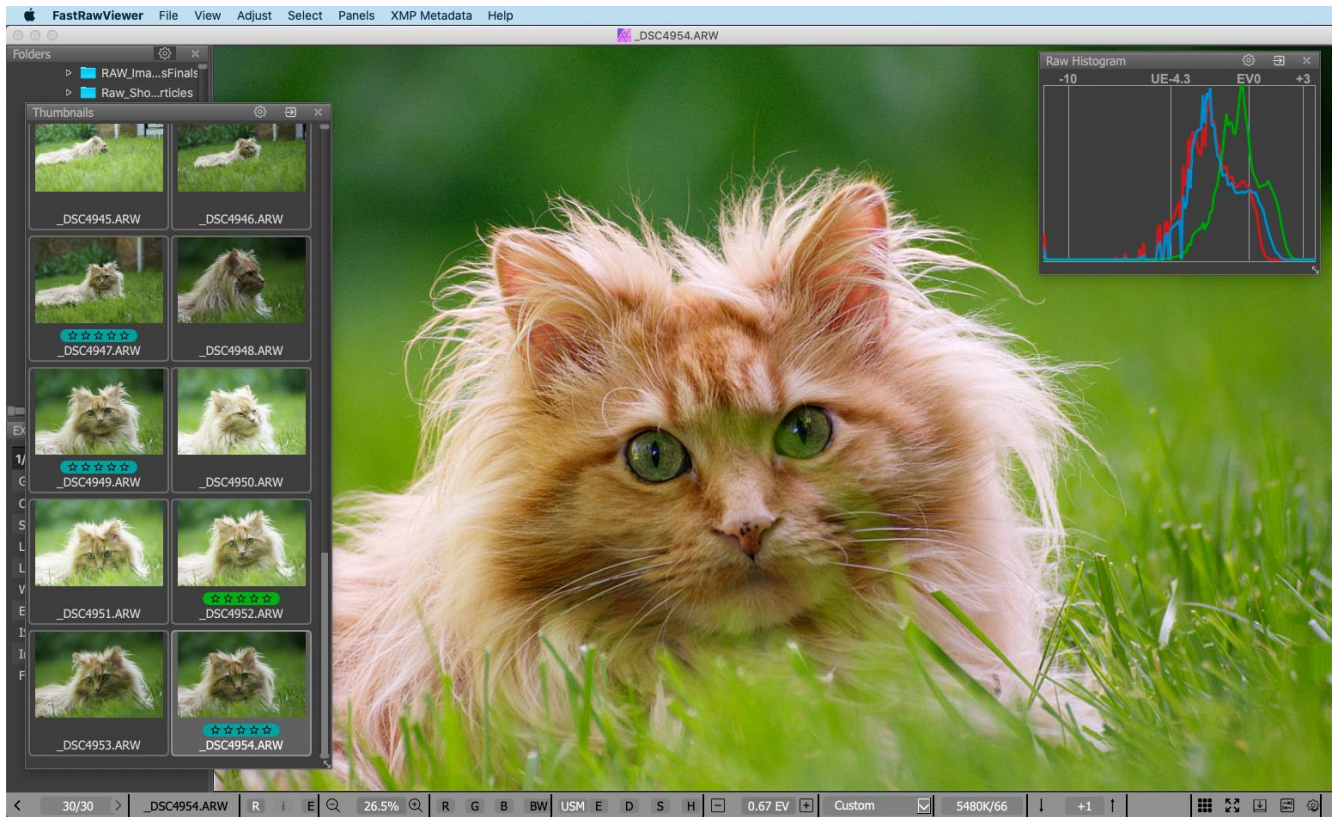 FastRawViewer File View Adjust Select Panels XMP Metadata Help
_DSC4954.ARW
Folders
RAW_Ima...sFinals
Raw_Sho...rticles
Thumbnails
_DSC4945.ARW _DSC4946.ARW
_DSC4947.ARW _DSC4948.ARW
_DSC4949.ARW _DSC4950.ARW
_DSC4951.ARW _DSC4952.ARW
_DSC4953.ARW _DSC4954.ARW
Raw Histogram
-10 UE-4.3 EV0 +3
EX
1/
G
C
S
L
L
W
E
IS
F
30/30 _DSC4954.ARW R i E 26.5% R G B BW USM E D S H 0.67 EV Custom 5480K/66 +1